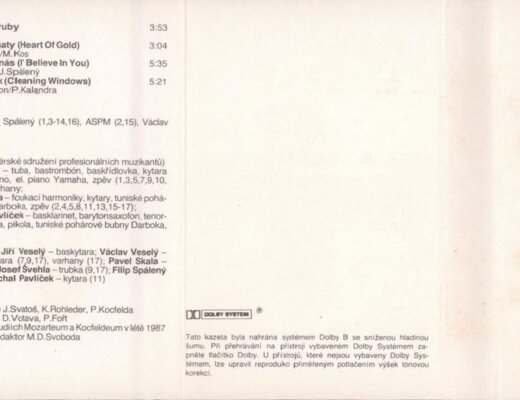 ruby 3:53
aty (Heart Of Gold) 3:04
/M.Kos
nás (I' Believe In You) 5:35
J.Spálený
k (Cleaning Windows) 5:21
on/P.Kalandra
Spálený (1,3-14,16), ASPM (2,15), Václav
érské sdružení profesionálních muzikantů)
– tuba, bastrombón, baskřídlovka, kytara
no, el. piano Yamaha, zpěv (1,3,5,7,9,10,
rhany;
a – foukací harmoniky, kytary, tuniské pohá-
arboka, zpěv (2,4,5,8,11,13,15-17);
vlíček – basklarinet, barytonsaxofon, tenor-
a, pikola, tuniské pohárové bubny Darboka,
Jiří Veselý – baskytara; Václav Veselý –
ara (7,9,17), varhany (17); Pavel Skala –
Josef Švehla – trubka (9,17); Filip Spálený
chal Pavlíček – kytara (11)
J.Svatoš, K.Rohleder, P.Kocfelda
D.Votava, P.Fořt
udiích Mozarteum a Kocfeldeum v létě 1987
daktor M.D.Svoboda
DOLBY SYSTEM ®
Tato kazeta byla nahrána systémem Dolby B se sníženou hladinou
šumu. Při přehrávání na přístroji vybaveném Dolby Systémem za-
pněte tlačítko Dolby. U přístrojů, které nejsou vybaveny Dolby Sys-
témem, lze upravit reprodukci přiměřeným potlačením výšek tónovou
korekcí.